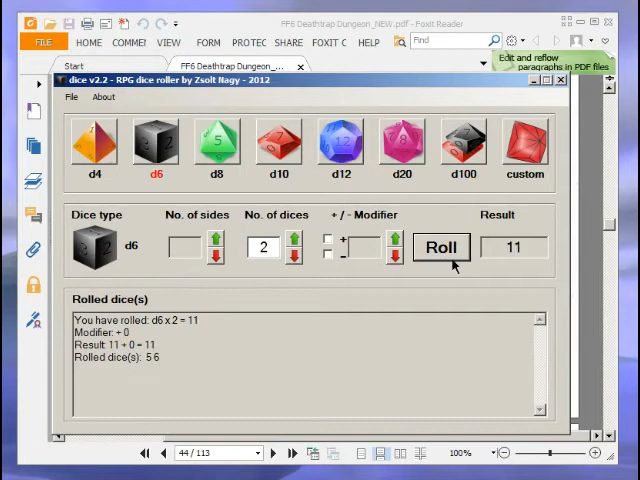 FF6 Deathtrap Dungeon_NEW.pdf - Foxit Reader
FILE HOME COMMEI VIEW FORM PROTEC SHARE FOXIT C HELP Find
Start FF6 Deathtrap Dungeon_...
Edit and reflow
paragraphs in PDF files
dice v2.2 - RPG dice roller by Zsolt Nagy - 2012
File About
d4 d6 d8 d10 d12 d20 d100 custom
Dice type No. of sides No. of dices + / - Modifier Result
d6 2 + - Roll 11
Rolled dice(s)
You have rolled: d6 x 2 = 11
Modifier: + 0
Result: 11 + 0 = 11
Rolled dice(s): 5 6
44 / 113 100%